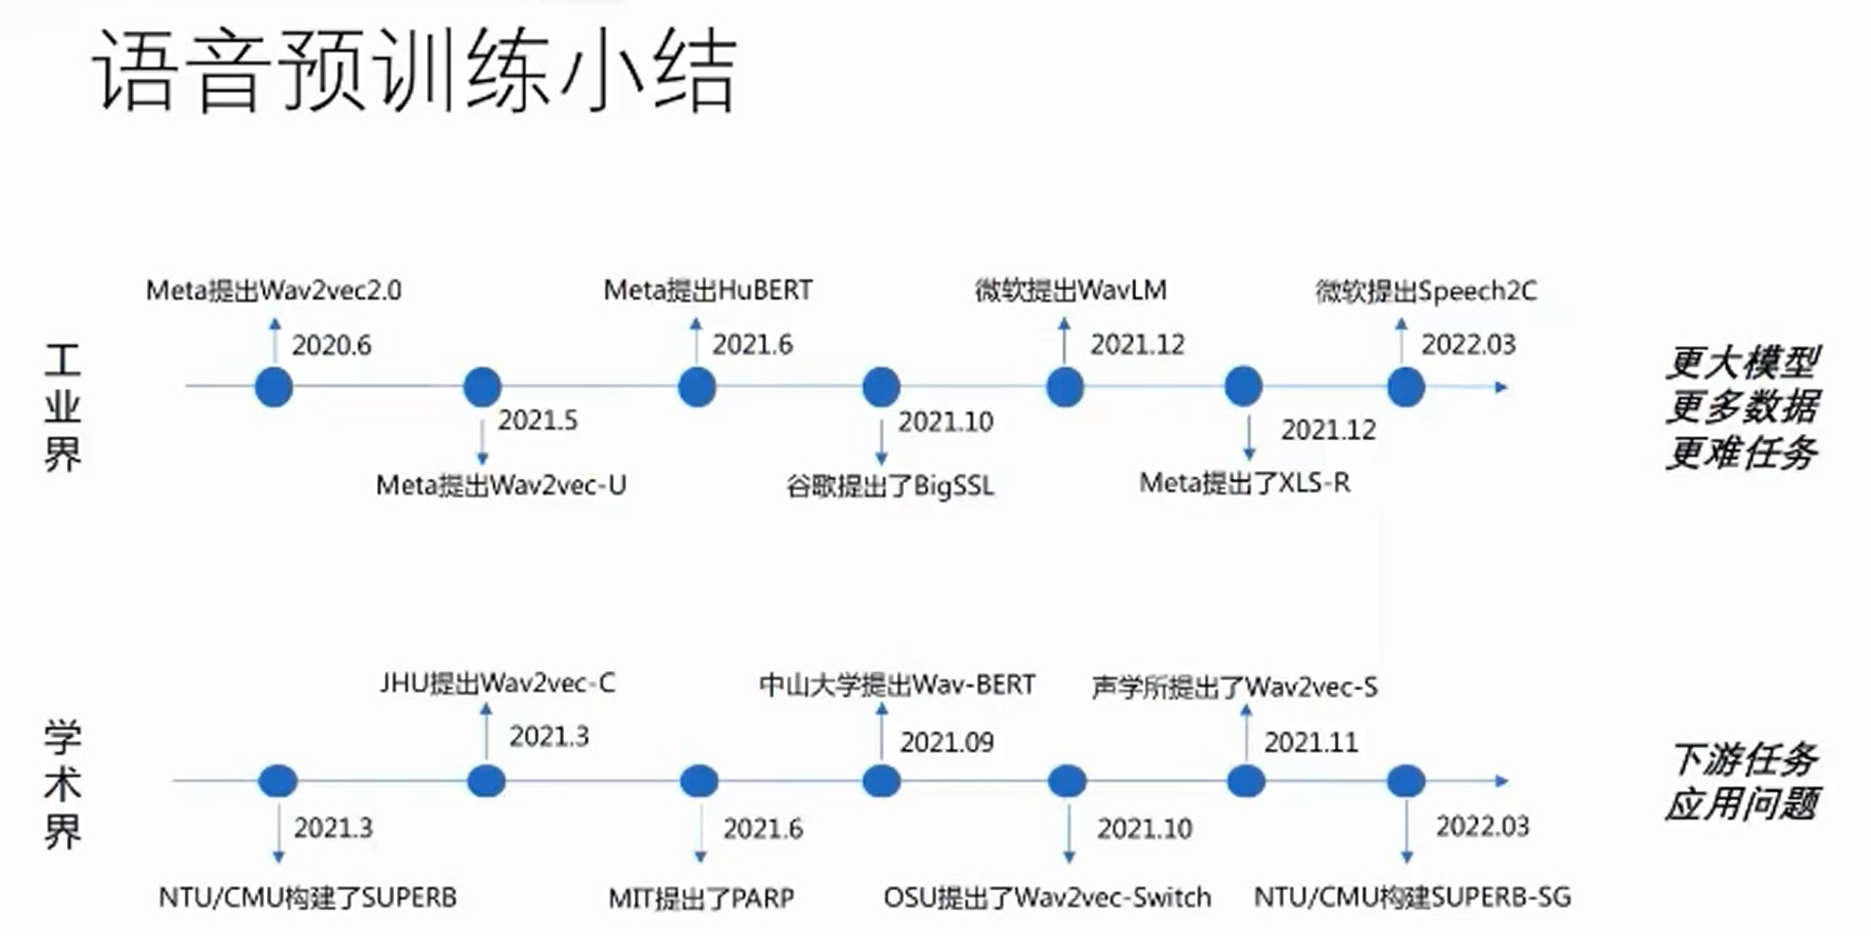 语音预训练小结
Meta提出Wav2vec2.0
Meta提出HuBERT
微软提出WavLM
微软提出Speech2C
2020.6
2021.6
2021.12
2022.03
工业界
更大模型
更多数据
更难任务
2021.5
2021.10
2021.12
Meta提出Wav2vec-U
谷歌提出了BigSSL
Meta提出了XLS-R
JHU提出Wav2vec-C
中山大学提出Wav-BERT
声学所提出了Wav2vec-S
2021.3
2021.09
2021.11
学术界
下游任务
应用问题
2021.3
2021.6
2021.10
2022.03
NTU/CMU构建了SUPERB
MIT提出了PARP
OSU提出了Wav2vec-Switch
NTU/CMU构建SUPERB-SG